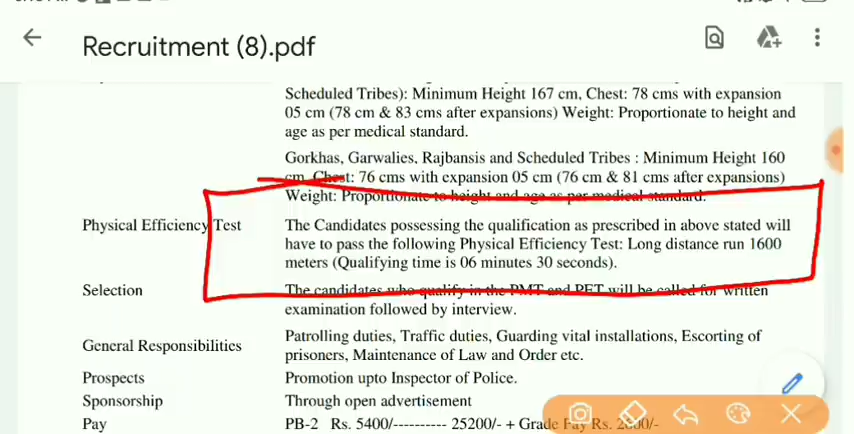 Recruitment (8).pdf
Scheduled Tribes): Minimum Height 167 cm, Chest: 78 cms with expansion
05 cm (78 cm & 83 cms after expansions) Weight: Proportionate to height and
age as per medical standard.
Gorkhas, Garwalies, Rajbansis and Scheduled Tribes : Minimum Height 160
cm, Chest: 76 cms with expansion 05 cm (76 cm & 81 cms after expansions)
Weight: Proportionate to height and age as per medical standard.
Physical Efficiency Test The Candidates possessing the qualification as prescribed in above stated will
have to pass the following Physical Efficiency Test: Long distance run 1600
meters (Qualifying time is 06 minutes 30 seconds).
Selection The candidates who qualify in the PMT and PET will be called for written
examination followed by interview.
General Responsibilities Patrolling duties, Traffic duties, Guarding vital installations, Escorting of
prisoners, Maintenance of Law and Order etc.
Prospects Promotion upto Inspector of Police.
Sponsorship Through open advertisement
Pay PB-2 Rs. 5400/---------- 25200/- + Grade Pay Rs.